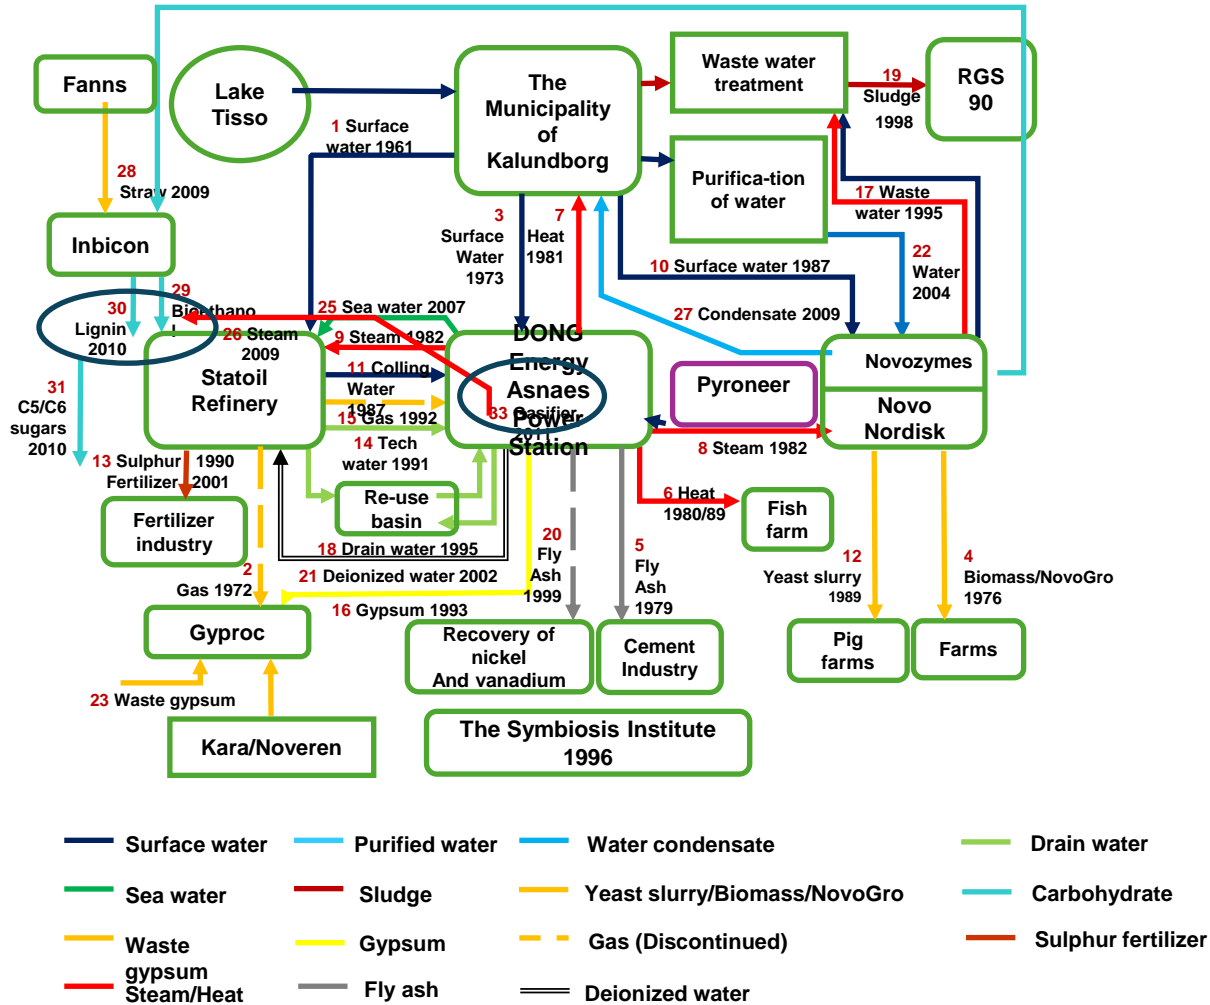 Fanns
Lake
Tisso
The
Municipality
of
Kalundborg
Waste water
treatment
19
Sludge
1998
RGS
90
1 Surface
water 1961
Purifica-tion
of water
17 Waste
water 1995
28
Straw 2009
Inbicon
3
Surface
Water
1973
7
Heat
1981
10 Surface water 1987
22
Water
2004
27 Condensate 2009
29
Bioethano
l
30
Lignin
2010
25 Sea water 2007
26 Steam
2009
9 Steam 1982
Statoil
Refinery
11 Colling
Water
1987
15 Gas 1992
14 Tech
water 1991
DONG
Energy
Asnaes
Power
Station
33 Gasifier
2011
Pyroneer
Novozymes
Novo
Nordisk
8 Steam 1982
31
C5/C6
sugars
2010
13 Sulphur 1990
Fertilizer 2001
Fertilizer
industry
Re-use
basin
6 Heat
1980/89
Fish
farm
18 Drain water 1995
21 Deionized water 2002
16 Gypsum 1993
2
Gas 1972
20
Fly
Ash
1999
5
Fly
Ash
1979
12
Yeast slurry
1989
4
Biomass/NovoGro
1976
Gyproc
Recovery of
nickel
And vanadium
Cement
Industry
Pig
farms
Farms
23 Waste gypsum
Kara/Noveren
The Symbiosis Institute
1996
Surface water
Purified water
Water condensate
Drain water
Sea water
Sludge
Yeast slurry/Biomass/NovoGro
Carbohydrate
Waste
gypsum
Gypsum
Gas (Discontinued)
Sulphur fertilizer
Steam/Heat
Fly ash
Deionized water